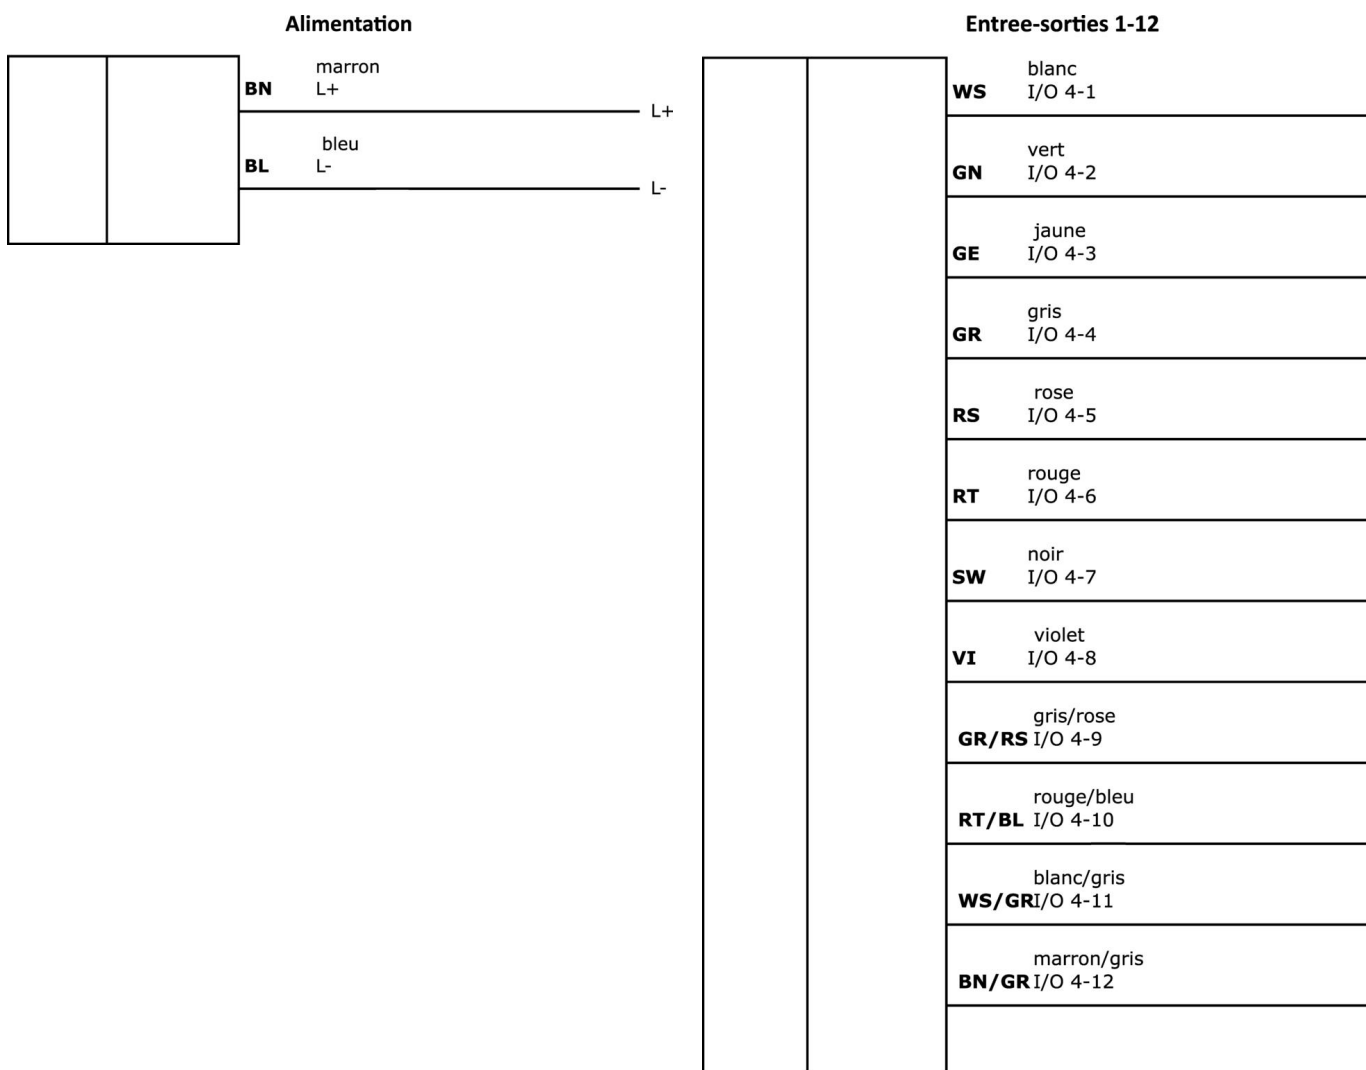 Alimentation
marron
BN L+
L+
bleu
BL L-
L-
Entree-sorties 1-12
blanc
WS I/O 4-1
vert
GN I/O 4-2
jaune
GE I/O 4-3
gris
GR I/O 4-4
rose
RS I/O 4-5
rouge
RT I/O 4-6
noir
SW I/O 4-7
violet
VI I/O 4-8
gris/rose
GR/RS I/O 4-9
rouge/bleu
RT/BL I/O 4-10
blanc/gris
WS/GR I/O 4-11
marron/gris
BN/GR I/O 4-12